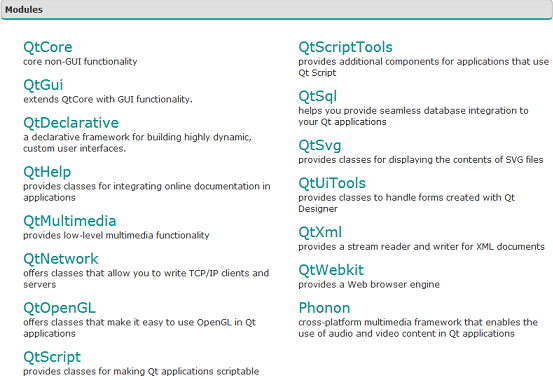 Modules
QtCore
core non-GUI functionality
QtGui
extends QtCore with GUI functionality.
QtDeclarative
a declarative framework for building highly dynamic,
custom user interfaces.
QtHelp
provides classes for integrating online documentation in
applications
QtMultimedia
provides low-level multimedia functionality
QtNetwork
offers classes that allow you to write TCP/IP clients and
servers
QtOpenGL
offers classes that make it easy to use OpenGL in Qt
applications
QtScript
provides classes for making Qt applications scriptable
QtScriptTools
provides additional components for applications that use
Qt Script
QtSql
helps you provide seamless database integration to
your Qt applications
QtSvg
provides classes for displaying the contents of SVG files
QtUiTools
provides classes to handle forms created with Qt
Designer
QtXml
provides a stream reader and writer for XML documents
QtWebkit
provides a Web browser engine
Phonon
cross-platform multimedia framework that enables the
use of audio and video content in Qt applications